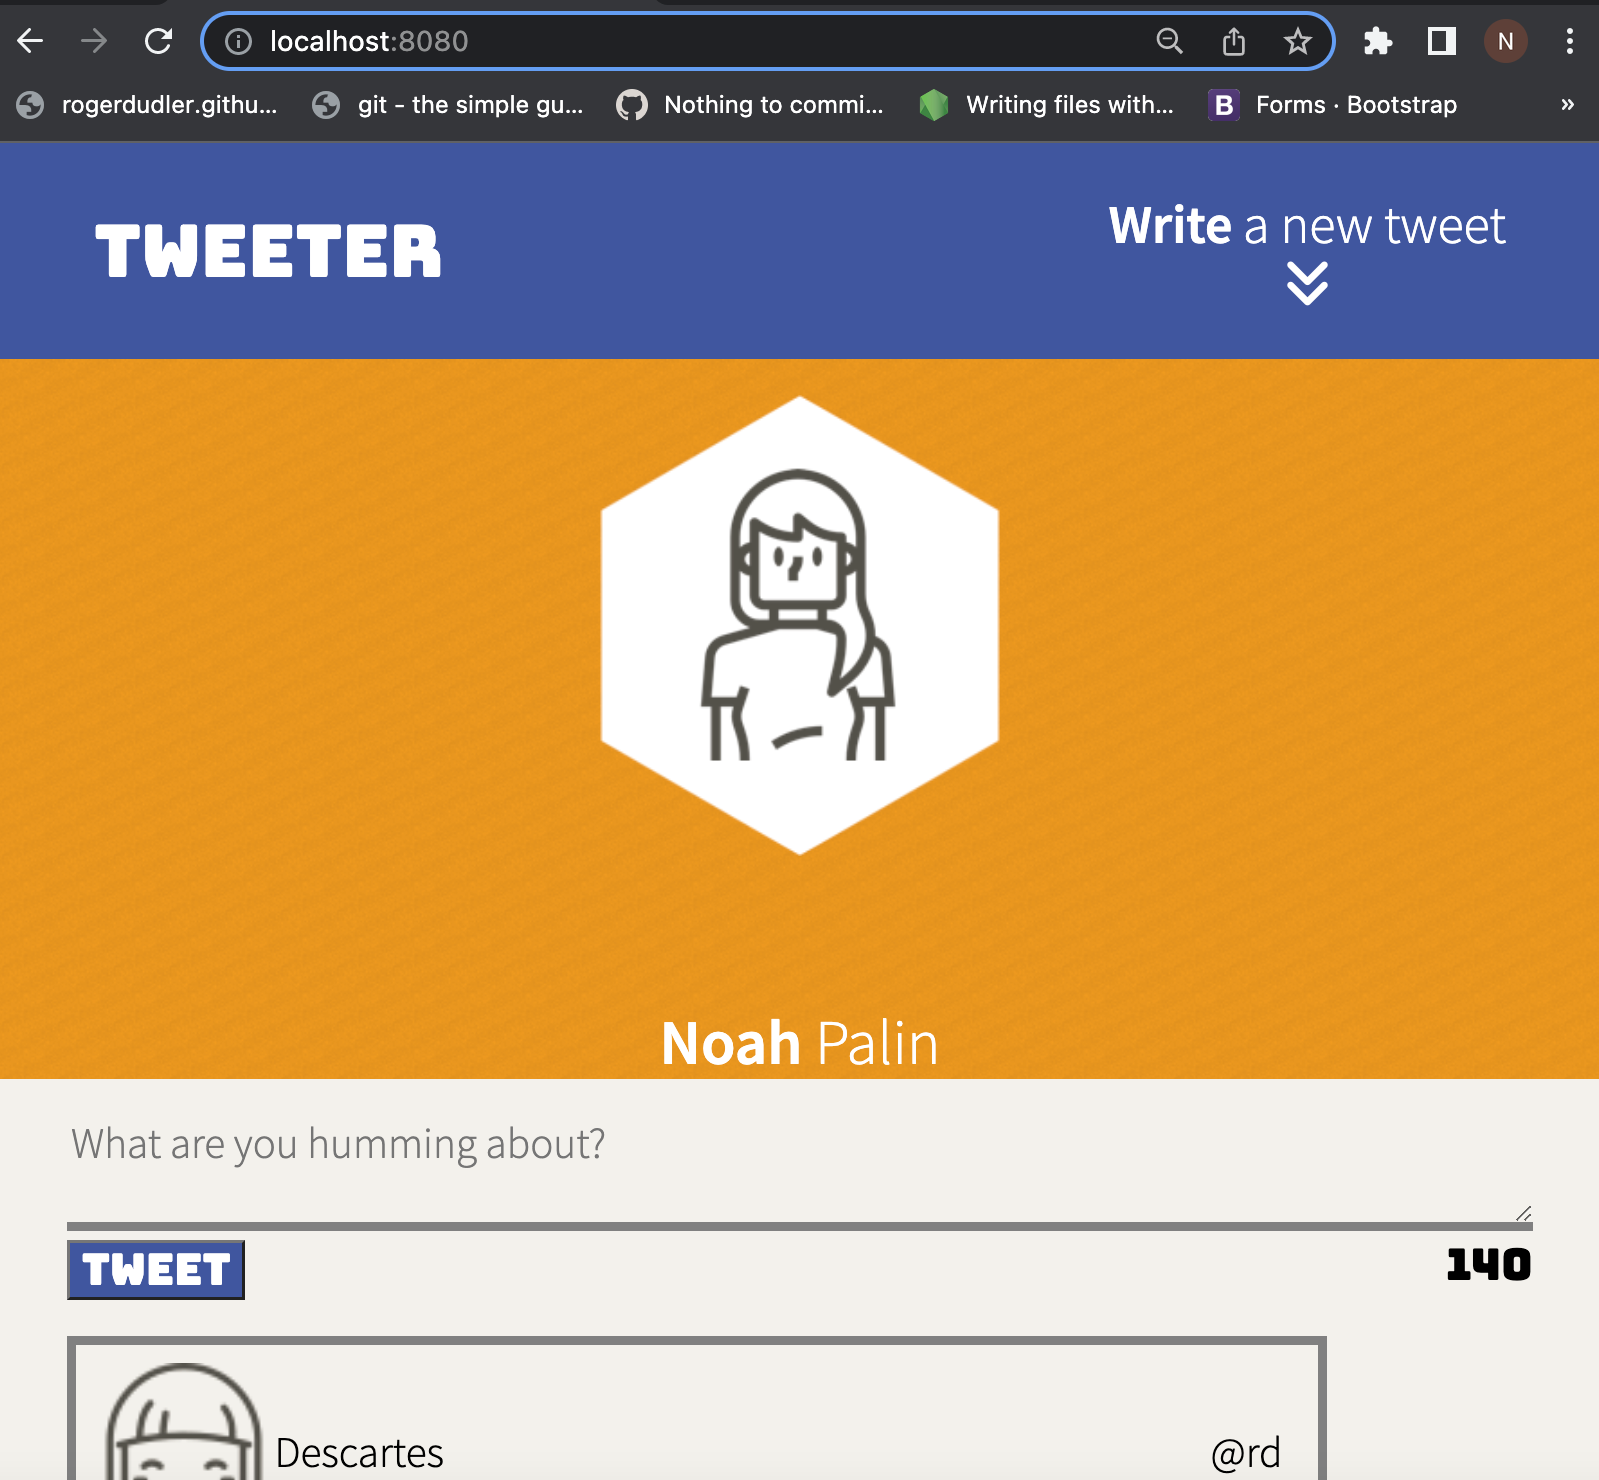 localhost:8080
N
rogerdudler.githu...
git - the simple gu...
Nothing to commi...
Writing files with...
B
Forms · Bootstrap
»
TWEETER
Write a new tweet
Noah Palin
What are you humming about?
TWEET
140
Descartes
@rd